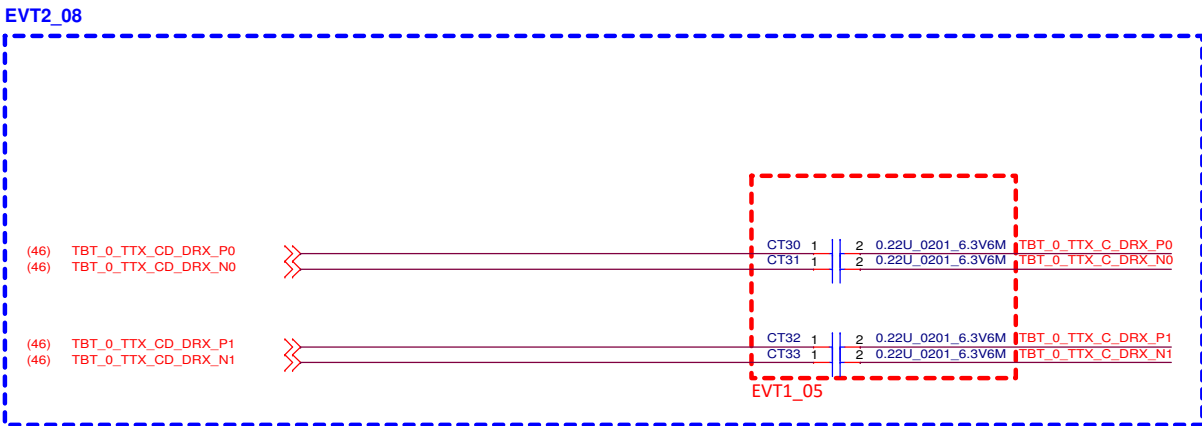 EVT2_08
(46) TBT_0_TTX_CD_DRX_P0 CT30 1 2 0.22U_0201_6.3V6M TBT_0_TTX_C_DRX_P0
(46) TBT_0_TTX_CD_DRX_N0 CT31 1 2 0.22U_0201_6.3V6M TBT_0_TTX_C_DRX_N0
(46) TBT_0_TTX_CD_DRX_P1 CT32 1 2 0.22U_0201_6.3V6M TBT_0_TTX_C_DRX_P1
(46) TBT_0_TTX_CD_DRX_N1 CT33 1 2 0.22U_0201_6.3V6M TBT_0_TTX_C_DRX_N1
EVT1_05